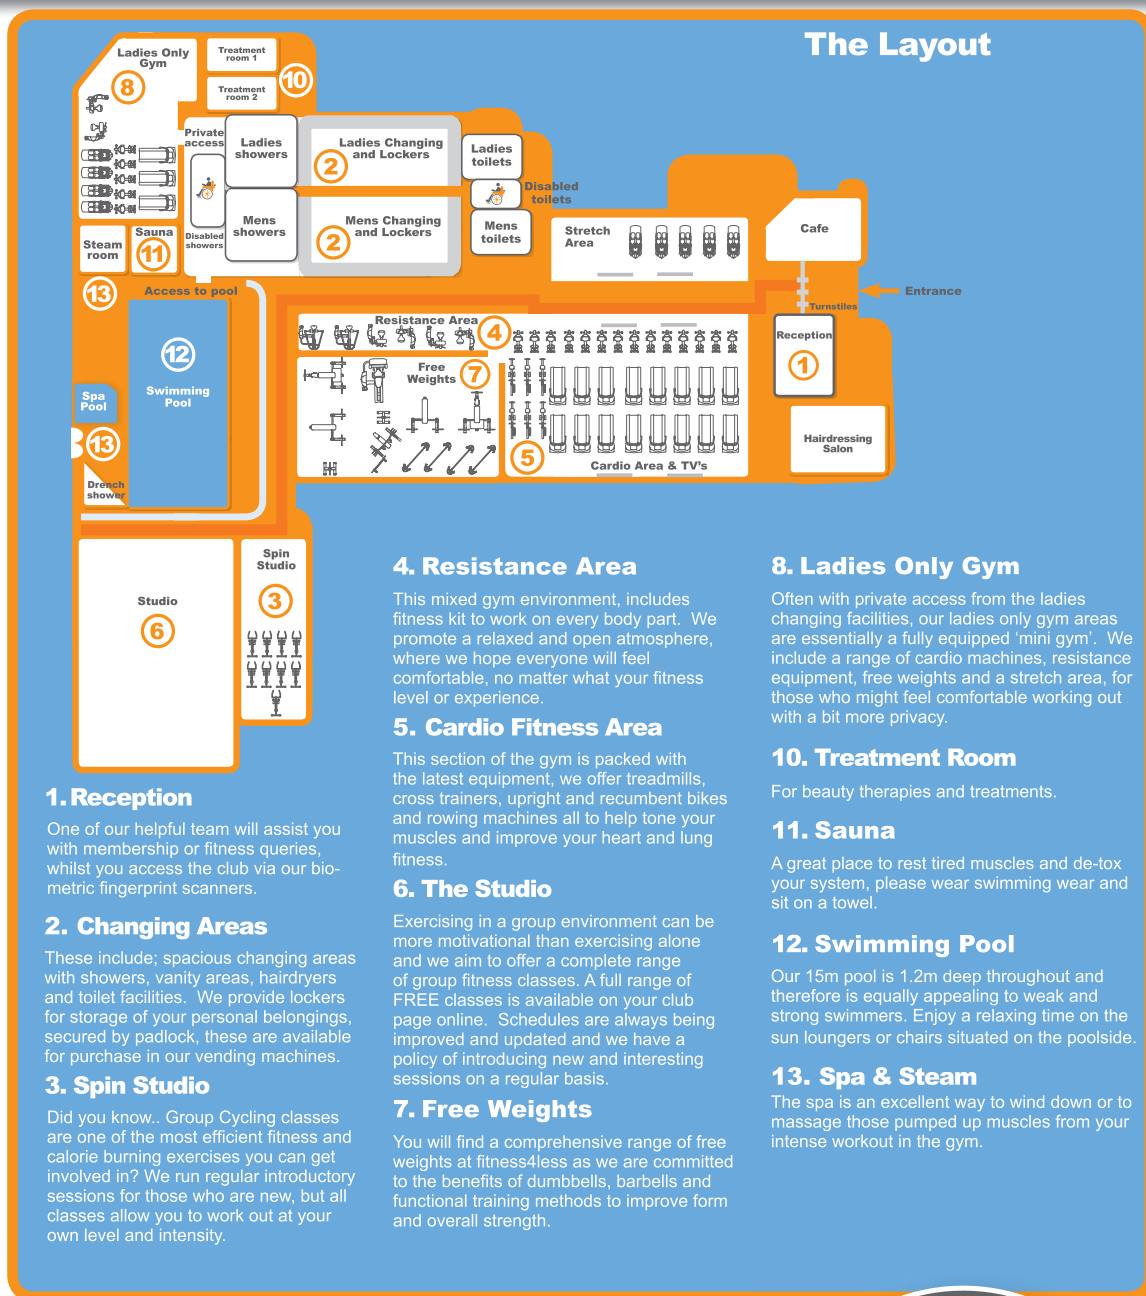 The Layout
Ladies Only
Gym
8
Treatment
room 1
Treatment
room 2
10
Private
access
Ladies
showers
Ladies Changing
and Lockers
2
Ladies
toilets
Disabled
toilets
Mens
showers
Mens Changing
and Lockers
2
Mens
toilets
Disabled
showers
Steam
room
Sauna
11
13
Access to pool
Stretch
Area
Cafe
Entrance
Turnstiles
Reception
1
Hairdressing
Salon
Resistance Area
4
Free
Weights
7
5
Cardio Area & TV's
12
Swimming
Pool
Spa
Pool
13
Drench
shower
Studio
6
Spin
Studio
3
1. Reception
One of our helpful team will assist you
with membership or fitness queries,
whilst you access the club via our bio-
metric fingerprint scanners.
2. Changing Areas
These include; spacious changing areas
with showers, vanity areas, hairdryers
and toilet facilities. We provide lockers
for storage of your personal belongings,
secured by padlock, these are available
for purchase in our vending machines.
3. Spin Studio
Did you know.. Group Cycling classes
are one of the most efficient fitness and
calorie burning exercises you can get
involved in? We run regular introductory
sessions for those who are new, but all
classes allow you to work out at your
own level and intensity.
4. Resistance Area
This mixed gym environment, includes
fitness kit to work on every body part. We
promote a relaxed and open atmosphere,
where we hope everyone will feel
comfortable, no matter what your fitness
level or experience.
5. Cardio Fitness Area
This section of the gym is packed with
the latest equipment, we offer treadmills,
cross trainers, upright and recumbent bikes
and rowing machines all to help tone your
muscles and improve your heart and lung
fitness.
6. The Studio
Exercising in a group environment can be
more motivational than exercising alone
and we aim to offer a complete range
of group fitness classes. A full range of
FREE classes is available on your club
page online. Schedules are always being
improved and updated and we have a
policy of introducing new and interesting
sessions on a regular basis.
7. Free Weights
You will find a comprehensive range of free
weights at fitness4less as we are committed
to the benefits of dumbbells, barbells and
functional training methods to improve form
and overall strength.
8. Ladies Only Gym
Often with private access from the ladies
changing facilities, our ladies only gym areas
are essentially a fully equipped 'mini gym'. We
include a range of cardio machines, resistance
equipment, free weights and a stretch area, for
those who might feel comfortable working out
with a bit more privacy.
10. Treatment Room
For beauty therapies and treatments.
11. Sauna
A great place to rest tired muscles and de-tox
your system, please wear swimming wear and
sit on a towel.
12. Swimming Pool
Our 15m pool is 1.2m deep throughout and
therefore is equally appealing to weak and
strong swimmers. Enjoy a relaxing time on the
sun loungers or chairs situated on the poolside.
13. Spa & Steam
The spa is an excellent way to wind down or to
massage those pumped up muscles from your
intense workout in the gym.